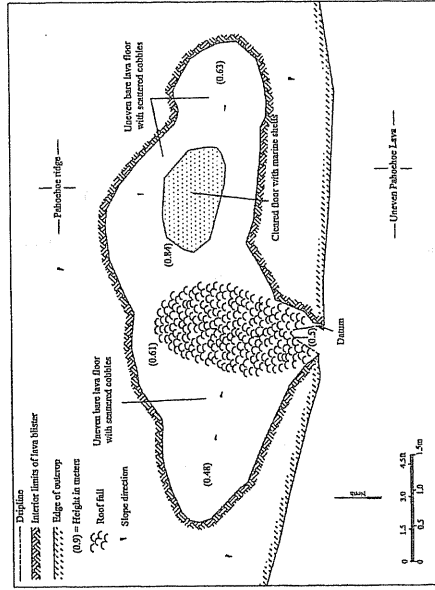 Dripline
Interior limits of lava blister
Edge of outcrop
(0.9) = Height in meters
Roof fall
Slope direction
Pahoehoe ridge
Uneven bare lava floor
with scattered cobbles
Uneven bare lava floor
with scattered cobbles
(0.48)
(0.61)
(0.84)
(0.63)
(0.5)
Datum
Cleared floor with marine shells
Uneven Pahoehoe Lava
0 1.5 3.0 4.5ft
0 0.5 1.0 1.5m